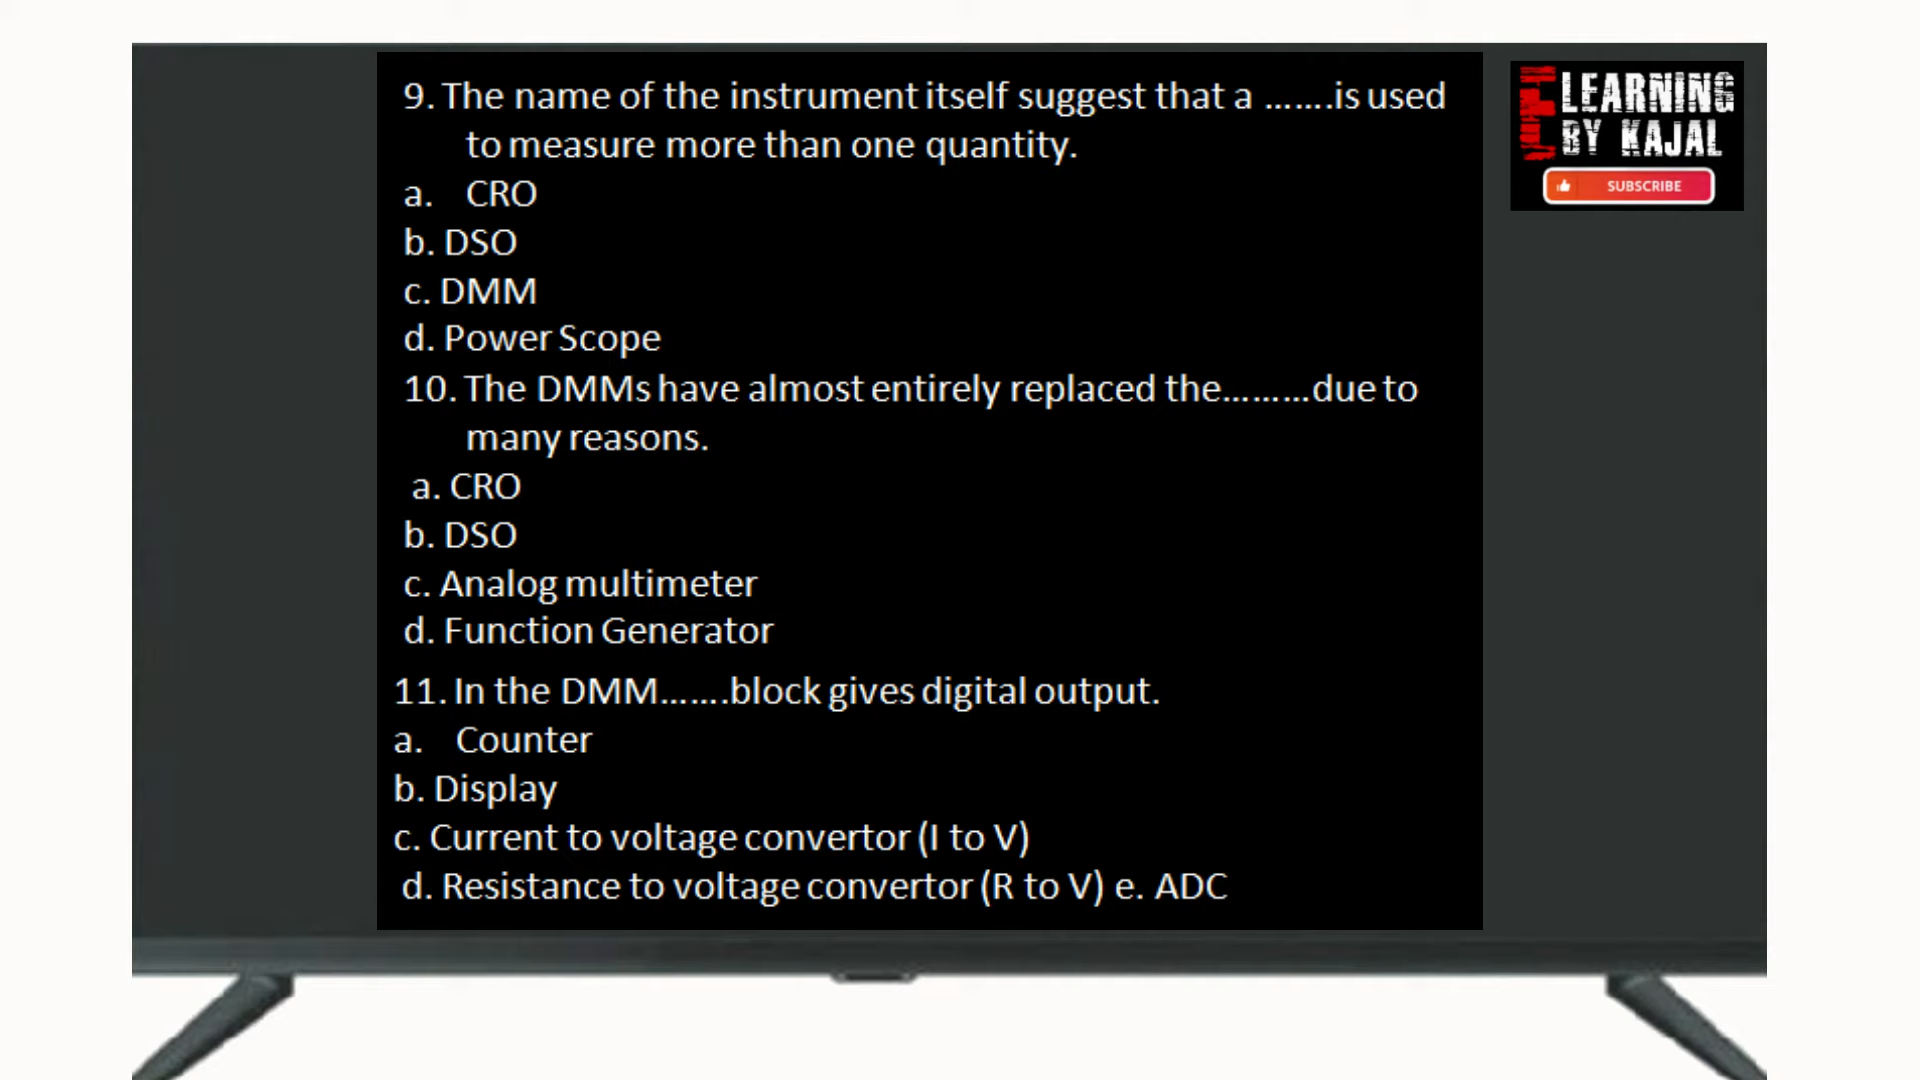 9. The name of the instrument itself suggest that a …….is used
to measure more than one quantity.
a. CRO
b. DSO
c. DMM
d. Power Scope
10. The DMMs have almost entirely replaced the………due to
many reasons.
a. CRO
b. DSO
c. Analog multimeter
d. Function Generator
11. In the DMM…….block gives digital output.
a. Counter
b. Display
c. Current to voltage convertor (I to V)
d. Resistance to voltage convertor (R to V) e. ADC
E LEARNING
BY KAJAL
SUBSCRIBE